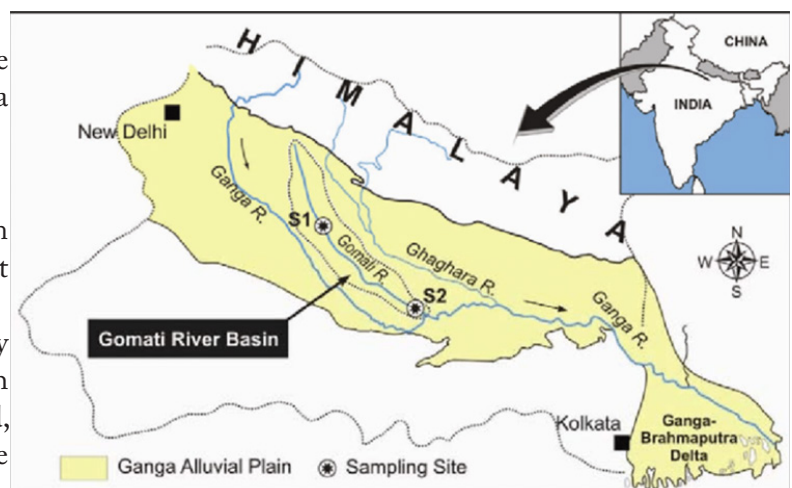 e
a
n
t
y
n
l,
e
HIMALAYA
CHINA
INDIA
New Delhi
Ganga R.
S1
Gomati R.
Ghaghara R.
S2
Ganga R.
N
W E
S
Gomati River Basin
Kolkata
Ganga-
Brahmaputra
Delta
Ganga Alluvial Plain
Sampling Site